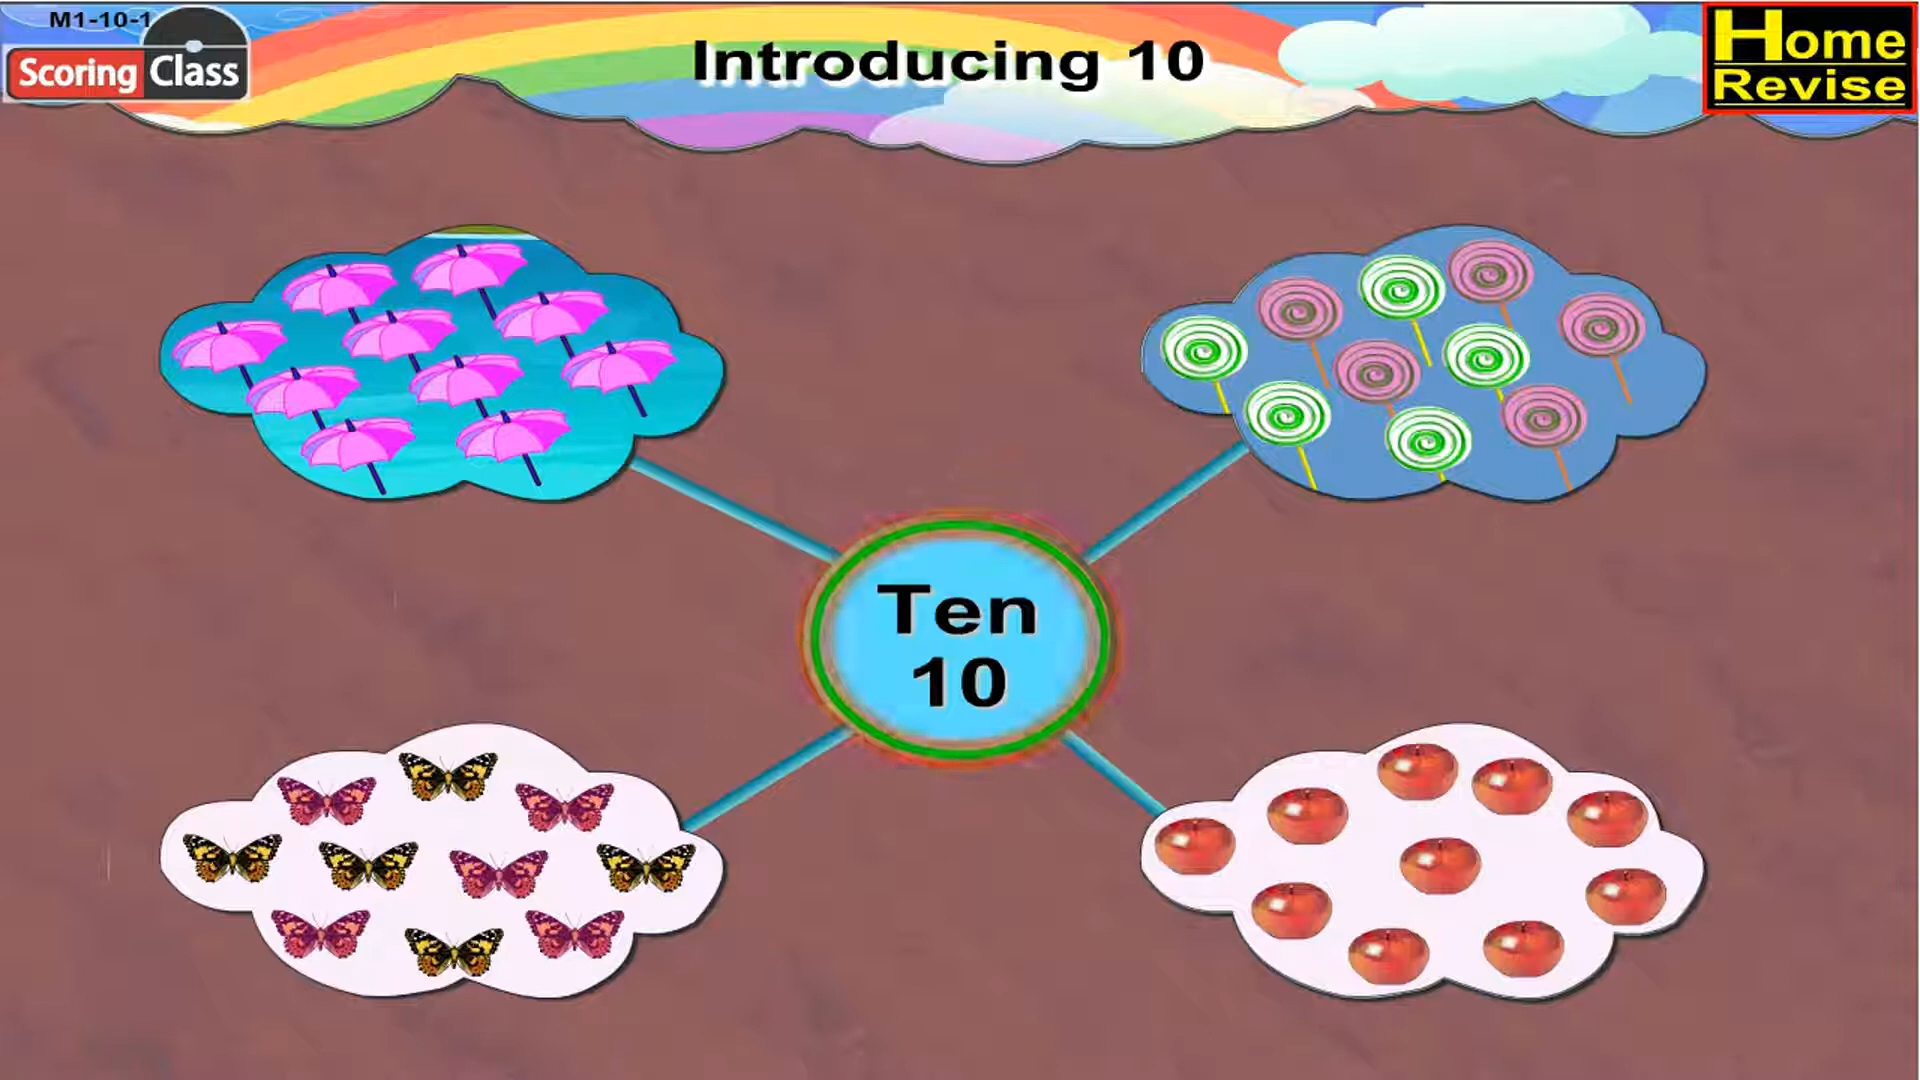 M1-10-1
Scoring Class
Introducing 10
Home
Revise
Ten
10